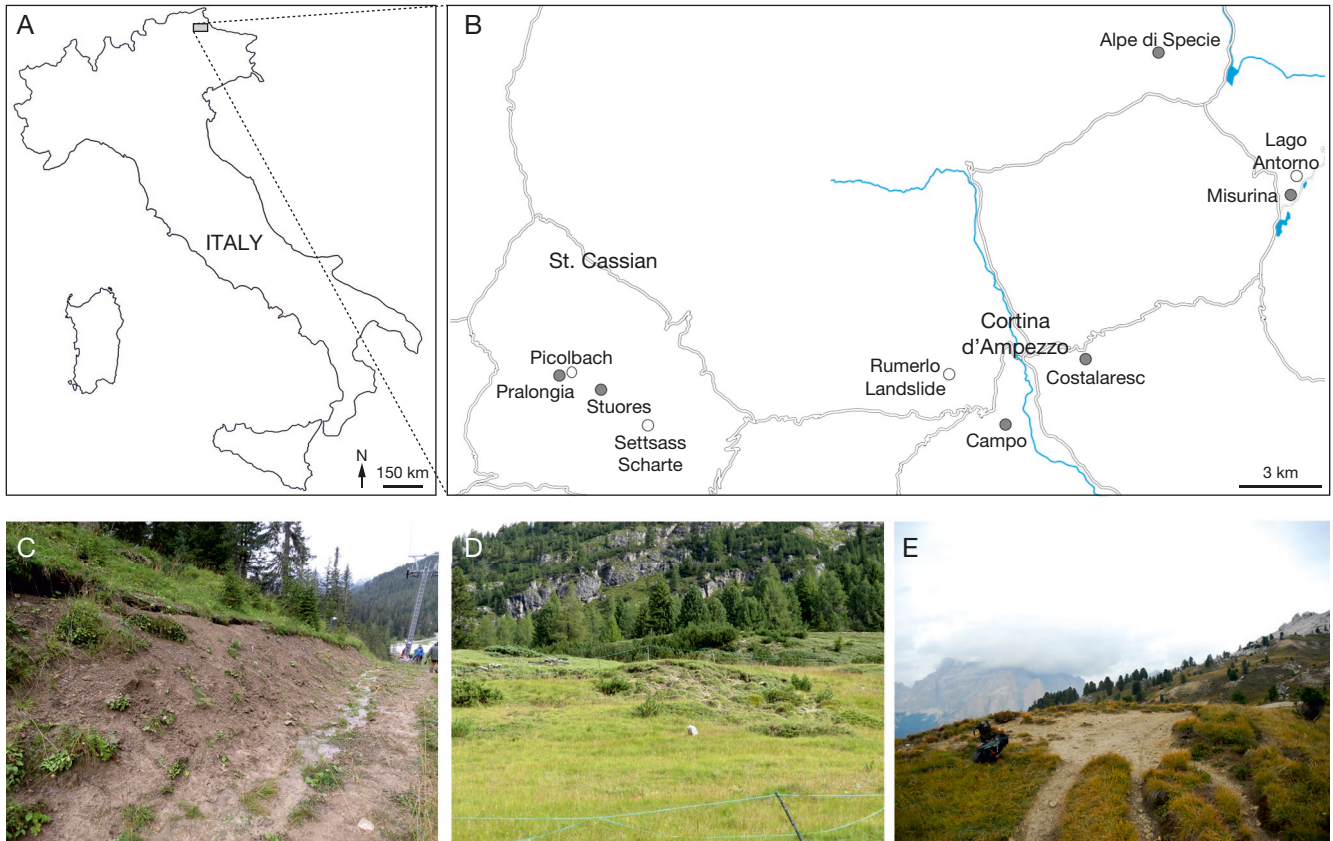 A
ITALY
N
150 km
B
Alpe di Specie
Lago
Antorno
Misurina
St. Cassian
Cortina
d'Ampezzo
Rumerlo
Landslide
Costalaresc
Picolbach
Pralongia
Stuores
Settsass
Scharte
Campo
3 km
C
D
E